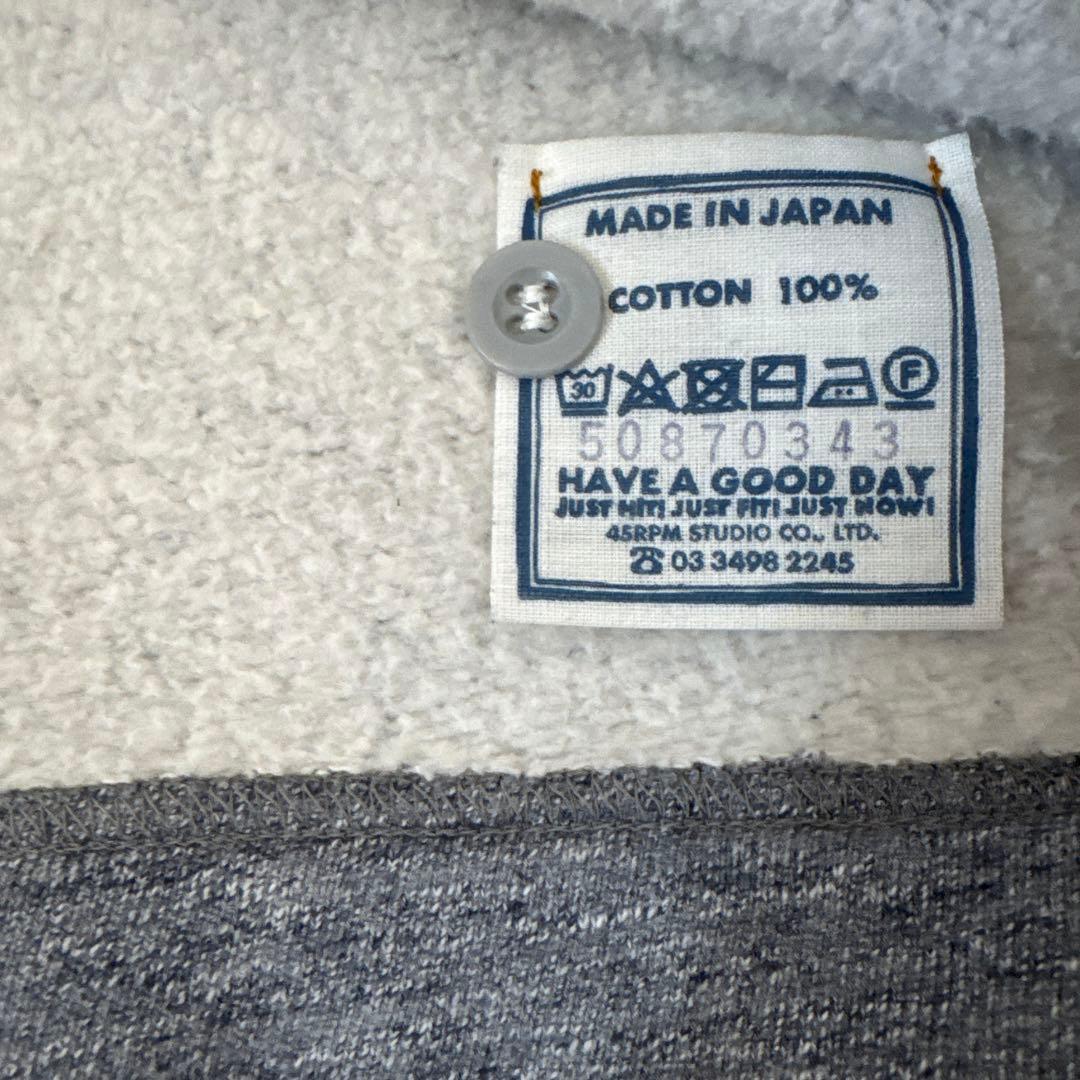 MADE IN JAPAN
COTTON 100%
30 F
50870343
HAVE A GOOD DAY
JUST HIT! JUST FIT! JUST NOW!
45RPM STUDIO CO., LTD.
☎ 03 3498 2245